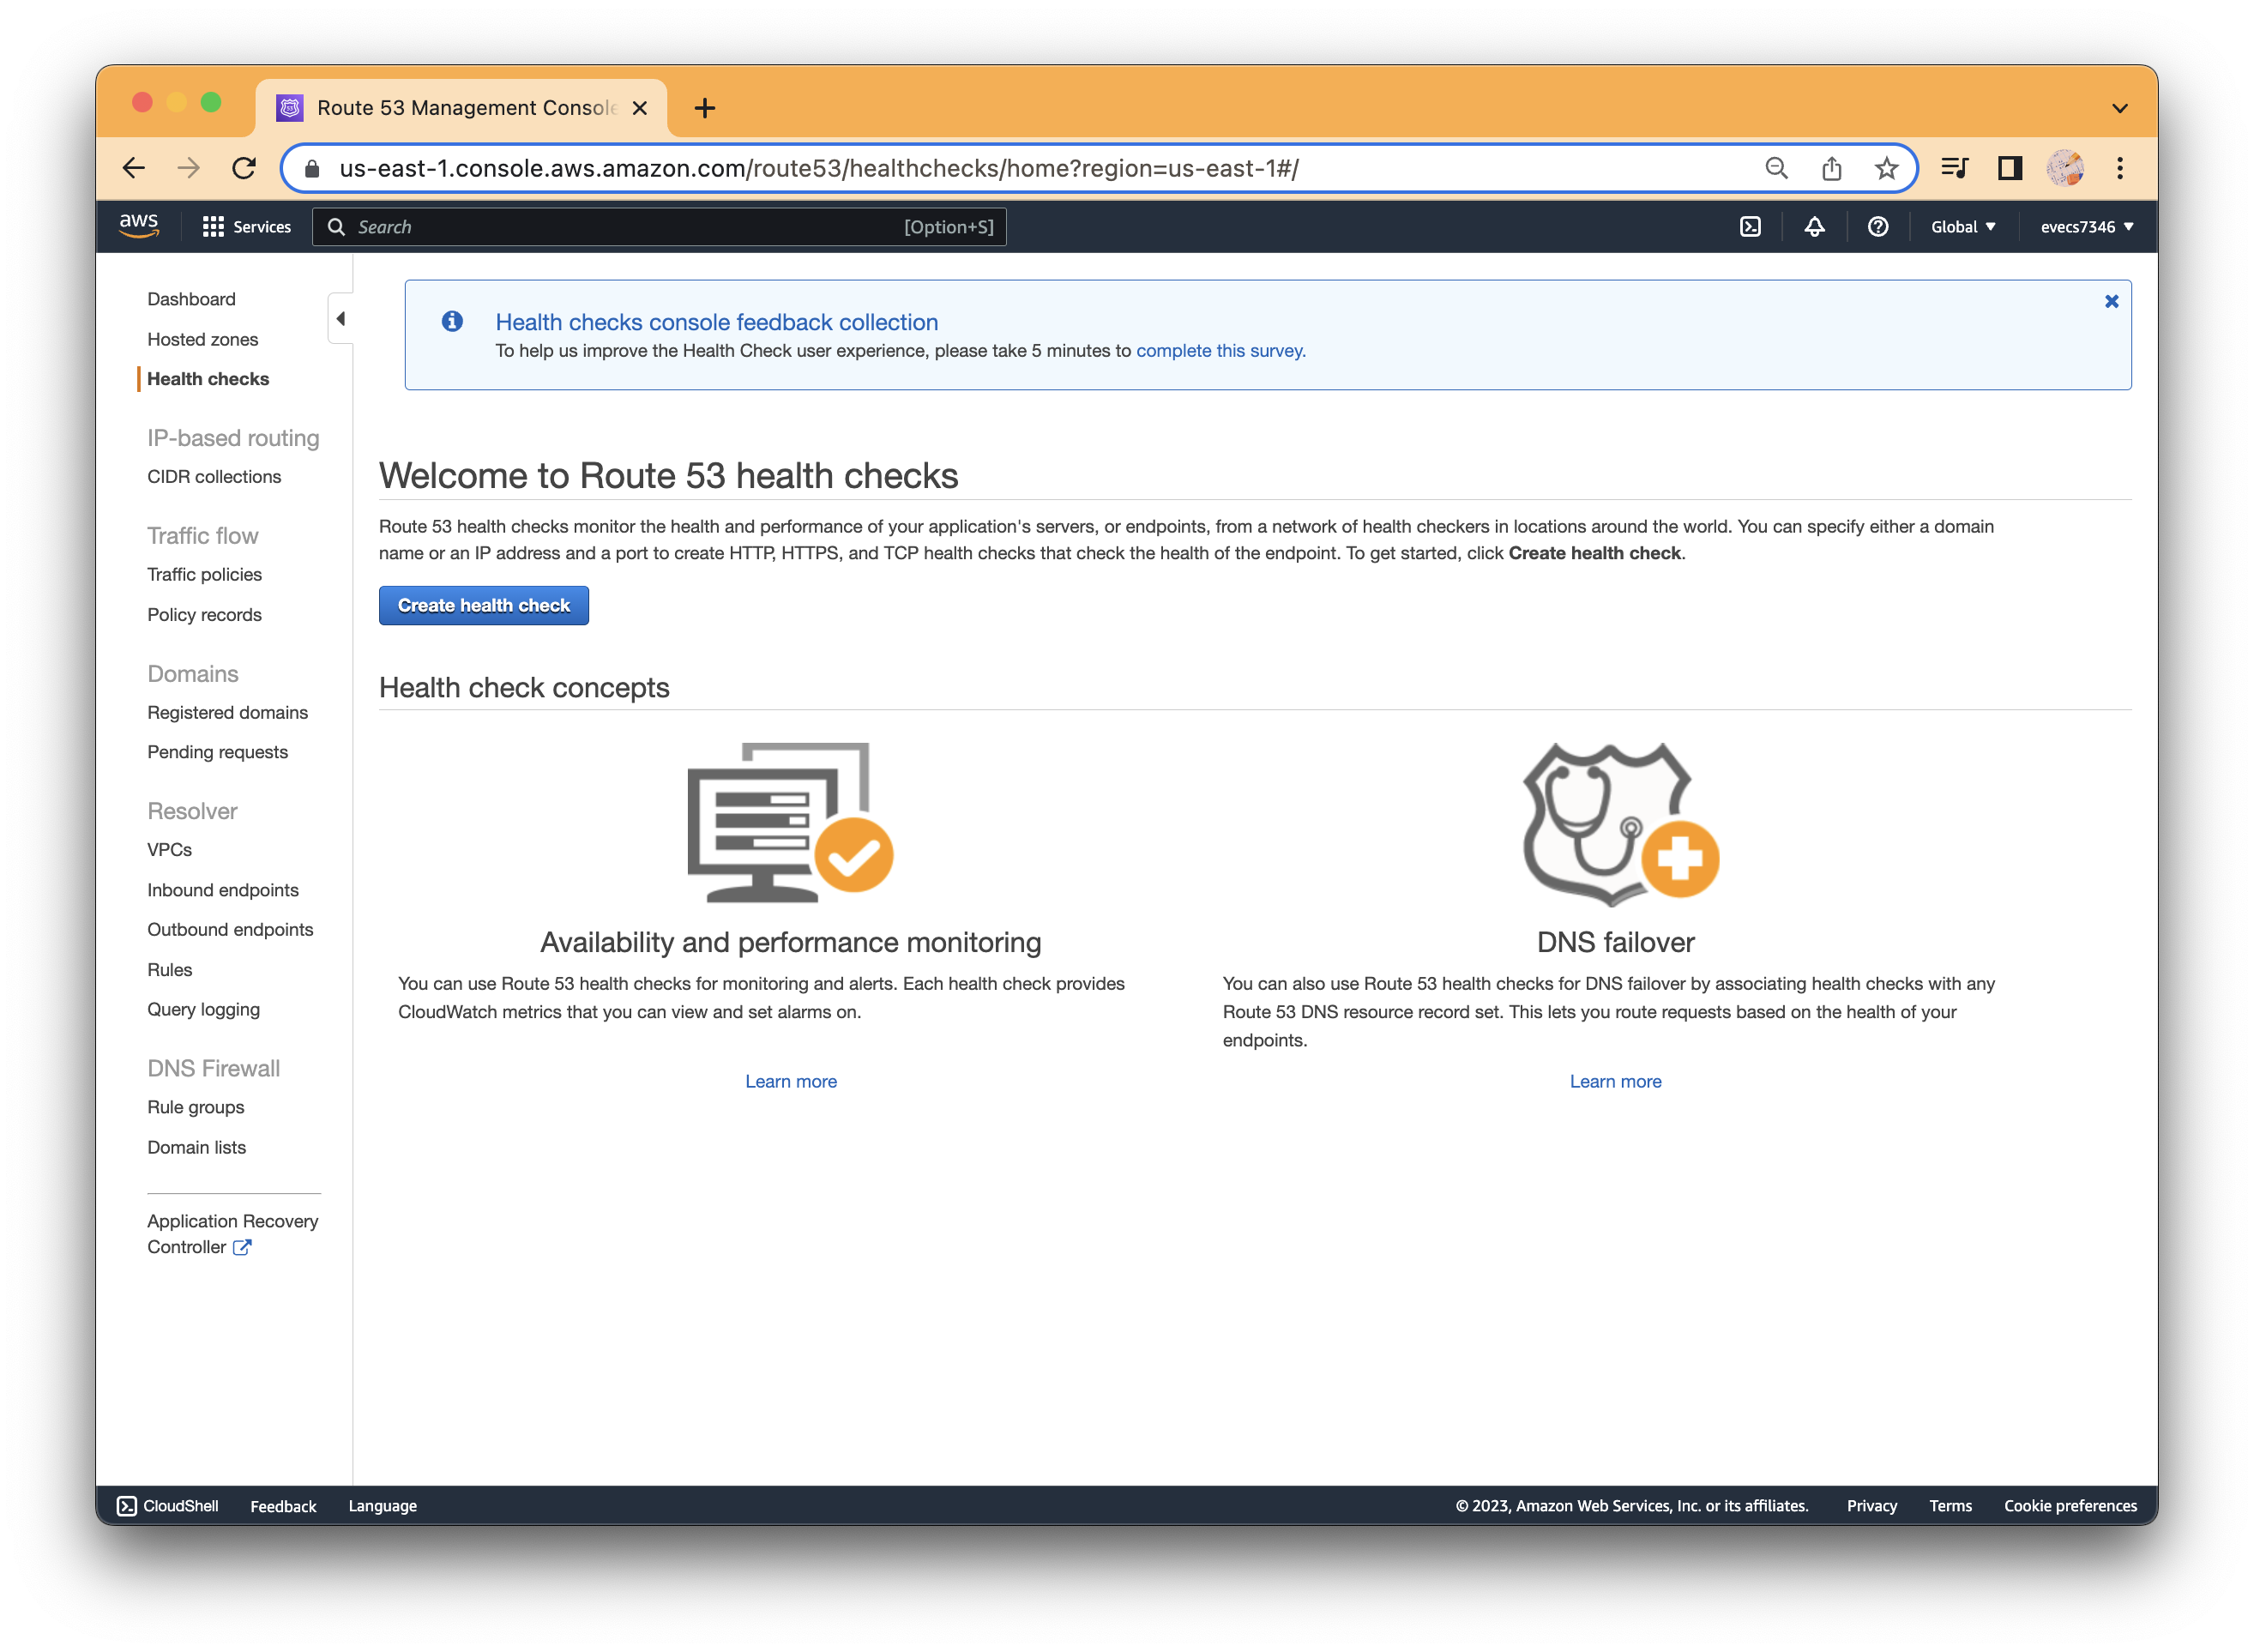 Route 53 Management Console
us-east-1.console.aws.amazon.com/route53/healthchecks/home?region=us-east-1#/
aws
Services
Search
[Option+S]
Global
evecs7346
Dashboard
Hosted zones
Health checks
IP-based routing
CIDR collections
Traffic flow
Traffic policies
Policy records
Domains
Registered domains
Pending requests
Resolver
VPCs
Inbound endpoints
Outbound endpoints
Rules
Query logging
DNS Firewall
Rule groups
Domain lists
Application Recovery
Controller
Health checks console feedback collection
To help us improve the Health Check user experience, please take 5 minutes to complete this survey.
Welcome to Route 53 health checks
Route 53 health checks monitor the health and performance of your application's servers, or endpoints, from a network of health checkers in locations around the world. You can specify either a domain
name or an IP address and a port to create HTTP, HTTPS, and TCP health checks that check the health of the endpoint. To get started, click Create health check.
Create health check
Health check concepts
Availability and performance monitoring
You can use Route 53 health checks for monitoring and alerts. Each health check provides
CloudWatch metrics that you can view and set alarms on.
Learn more
DNS failover
You can also use Route 53 health checks for DNS failover by associating health checks with any
Route 53 DNS resource record set. This lets you route requests based on the health of your
endpoints.
Learn more
CloudShell
Feedback
Language
© 2023, Amazon Web Services, Inc. or its affiliates.
Privacy
Terms
Cookie preferences